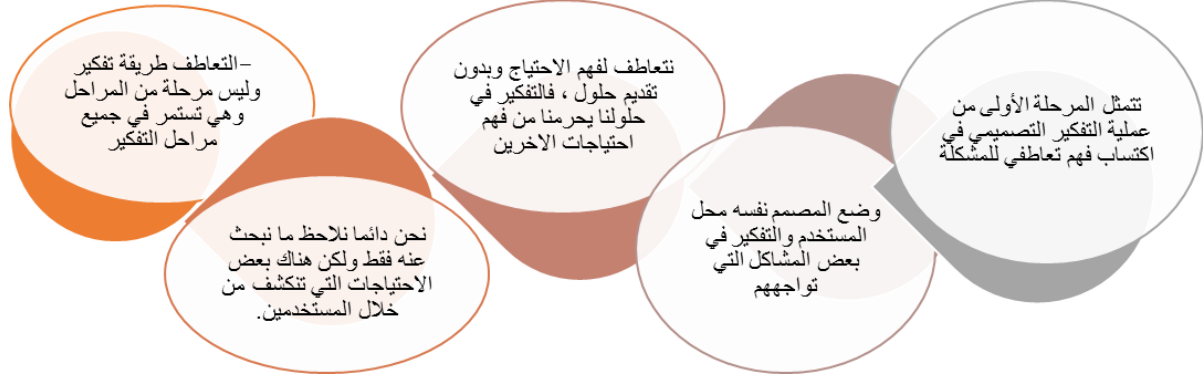 تتمثل المرحلة الأولى من
عملية التفكير التصميمي في
اكتساب فهم تعاطفي للمشكلة
وضع المصمم نفسه محل
المستخدم والتفكير في
بعض المشاكل التي
تواجههم
نتعاطف لفهم الاحتياج وبدون
تقديم حلول ، فالتفكير في
حلولنا يحرمنا من فهم
احتياجات الاخرين
نحن دائما نلاحظ ما نبحث
عنه فقط ولكن هناك بعض
الاحتياجات التي تنكشف من
خلال المستخدمين.
–التعاطف طريقة تفكير
وليس مرحلة من المراحل
وهي تستمر في جميع
مراحل التفكير